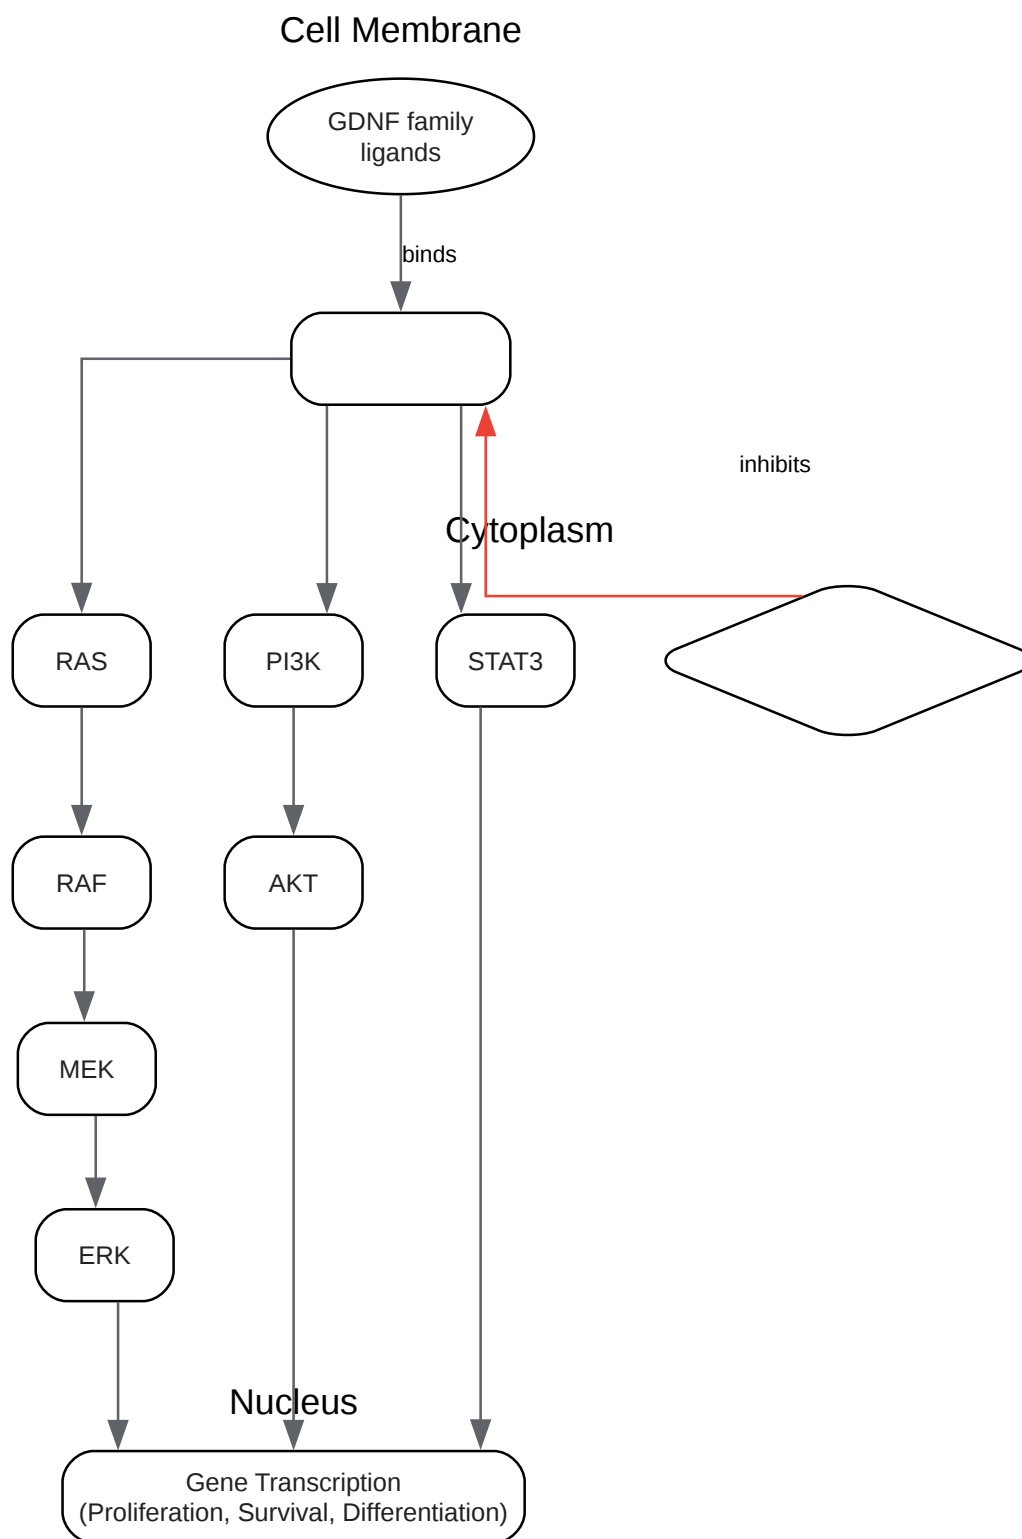 Cell Membrane
GDNF family
ligands
binds
inhibits
Cytoplasm
RAS
PI3K
STAT3
RAF
AKT
MEK
ERK
Nucleus
Gene Transcription
(Proliferation, Survival, Differentiation)